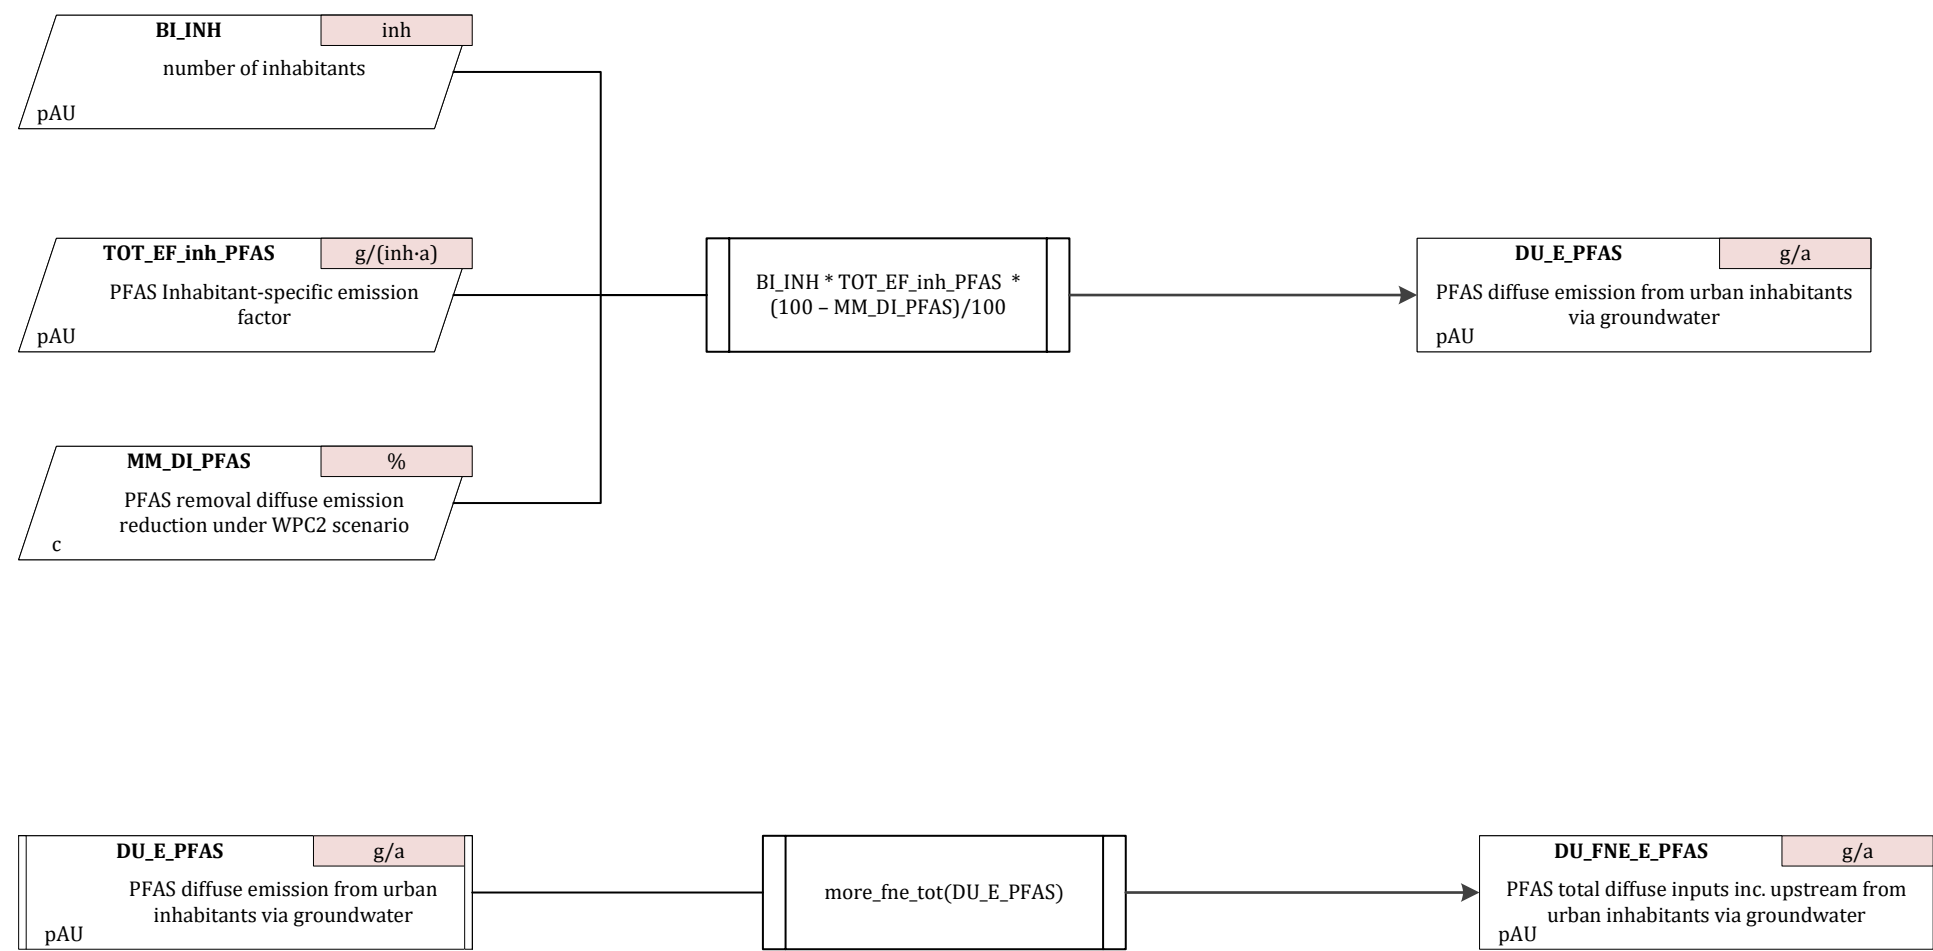 BI_INH
inh
number of inhabitants
pAU
TOT_EF_inh_PFAS
g/(inh·a)
PFAS Inhabitant-specific emission
factor
pAU
MM_DI_PFAS
%
PFAS removal diffuse emission
reduction under WPC2 scenario
c
BI_INH * TOT_EF_inh_PFAS *
(100 – MM_DI_PFAS)/100
DU_E_PFAS
g/a
PFAS diffuse emission from urban inhabitants
via groundwater
pAU
DU_E_PFAS
g/a
PFAS diffuse emission from urban
inhabitants via groundwater
pAU
more_fne_tot(DU_E_PFAS)
DU_FNE_E_PFAS
g/a
PFAS total diffuse inputs inc. upstream from
urban inhabitants via groundwater
pAU